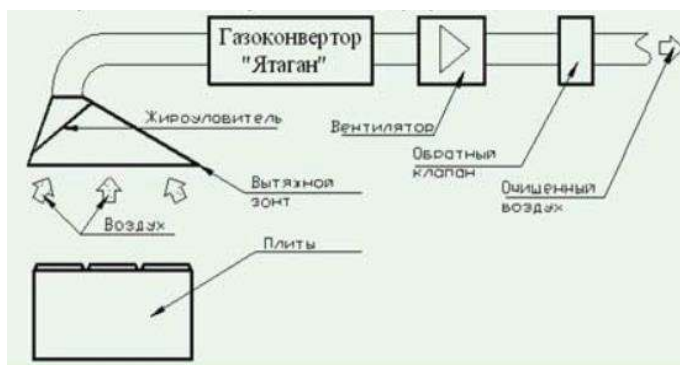 Газоконвертор
"Ятаган"
Жироуловитель
Вентилятор
Обратный
клапан
Очищенный
воздух
Вытяжной
зонт
Воздух
Плиты